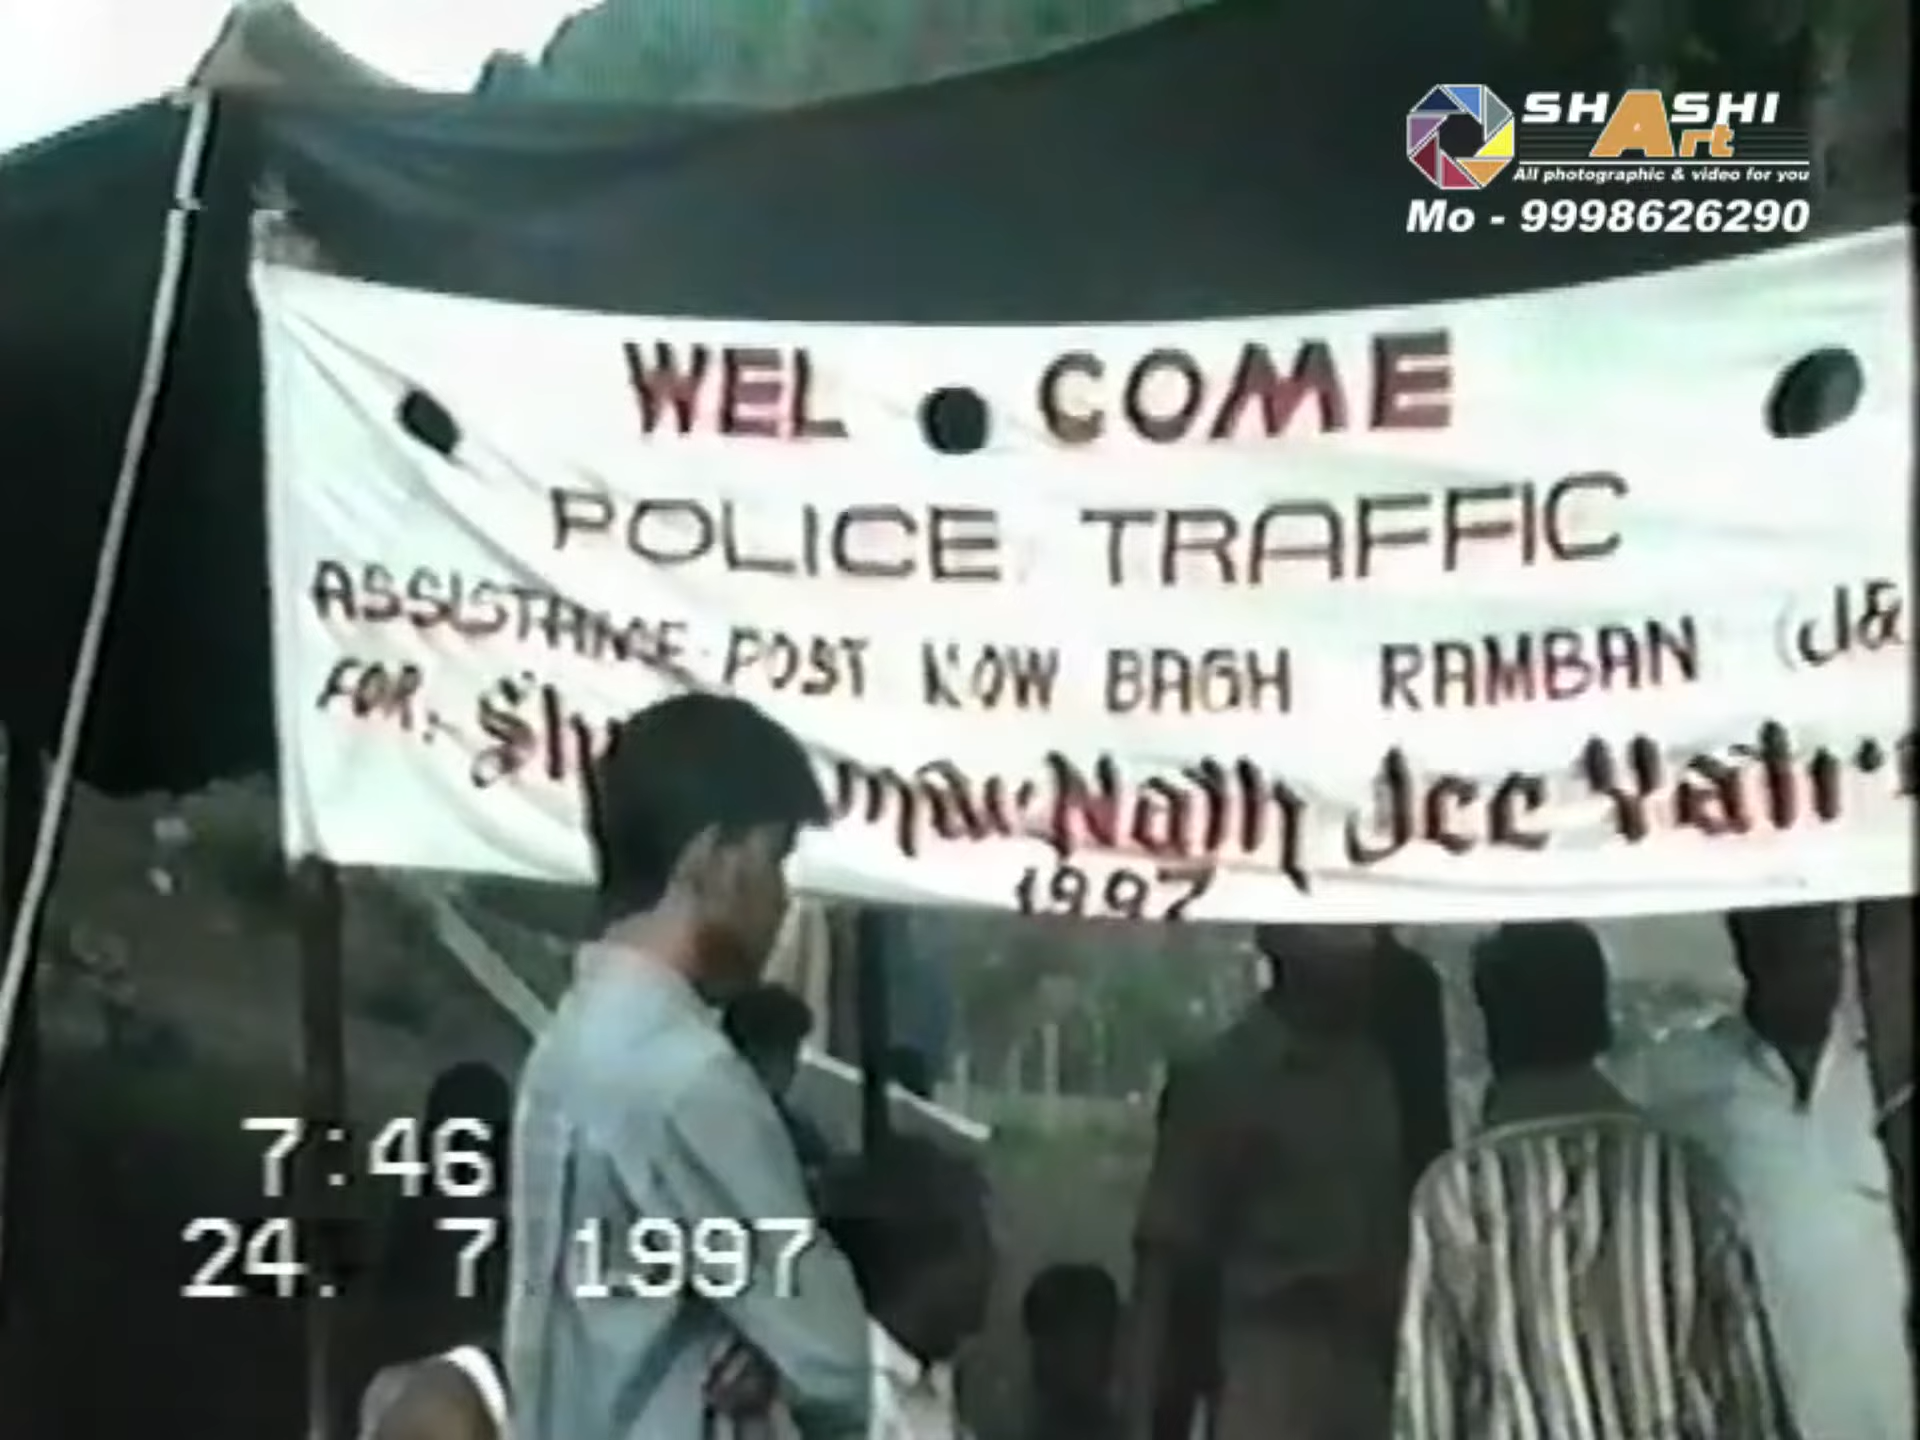 SHASHI
Art
All photographic & video for you
Mo - 9998626290
WEL COME
POLICE TRAFFIC
ASSISTANCE POST KOW BAGH RAMBAN (J&
FOR:- Nath Jee
1997
7:46
24. 7. 1997